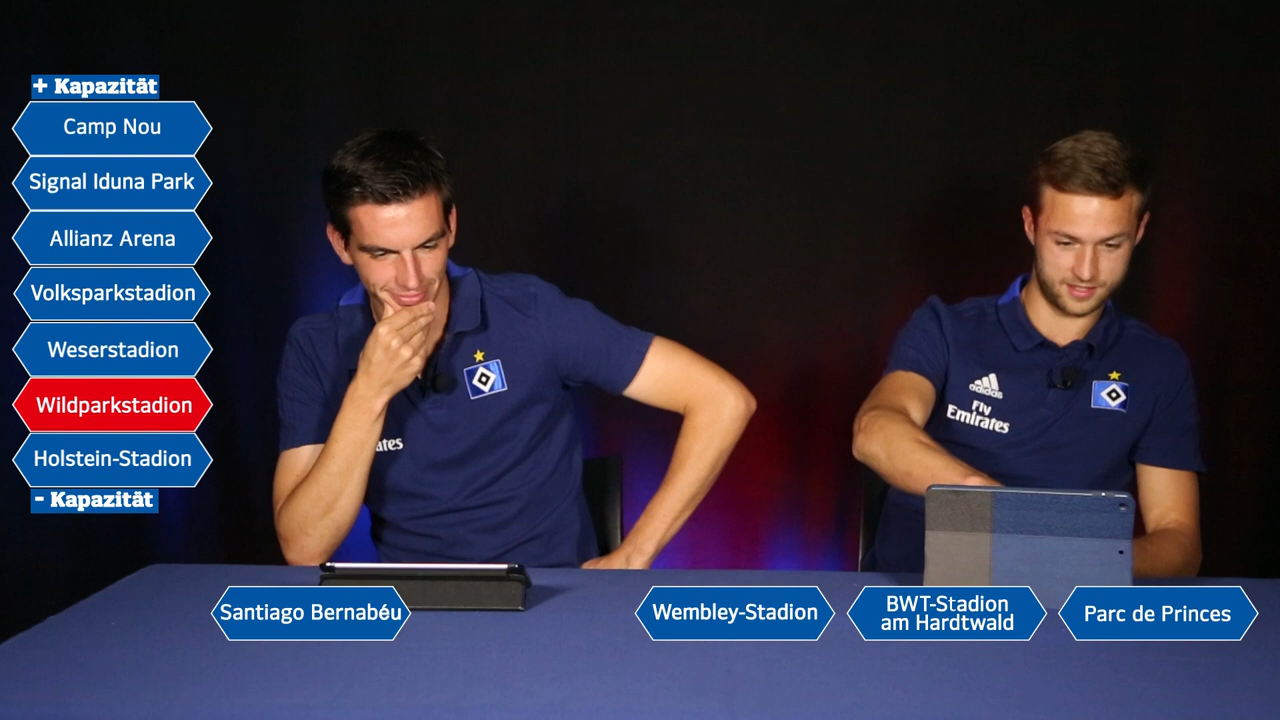 + Kapazität
Camp Nou
Signal Iduna Park
Allianz Arena
Volksparkstadion
Weserstadion
Wildparkstadion
Holstein-Stadion
- Kapazität
ates
adidas
Fly
Emirates
Santiago Bernabéu
Wembley-Stadion
BWT-Stadion
am Hardtwald
Parc de Princes